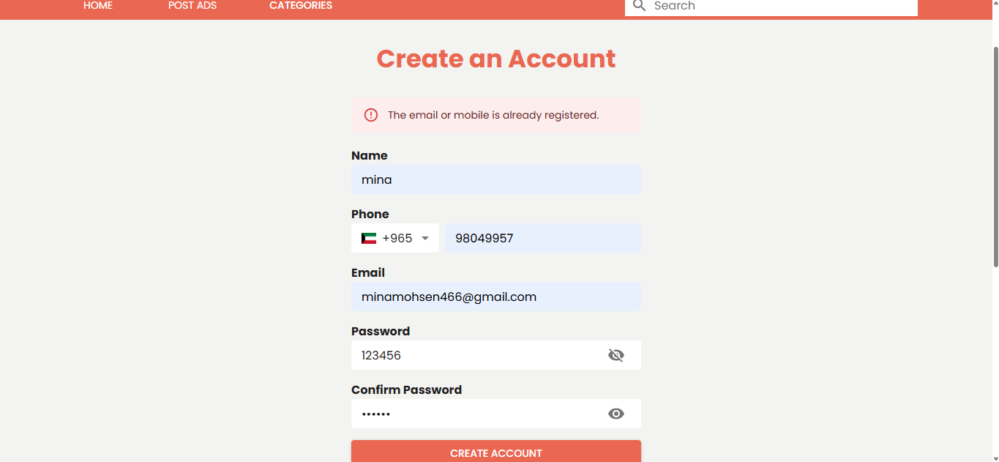 HOME POST ADS CATEGORIES Search
Create an Account
The email or mobile is already registered.
Name
mina
Phone
+965 98049957
Email
minamohsen466@gmail.com
Password
123456
Confirm Password
••••••
CREATE ACCOUNT